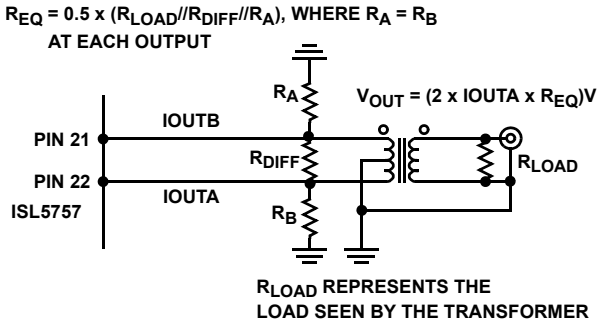 REQ = 0.5 x (RLOAD//RDIFF//RA), WHERE RA = RB
AT EACH OUTPUT
RA
VOUT = (2 x IOUTA x REQ)V
PIN 21
IOUTB
RDIFF
RLOAD
PIN 22
IOUTA
ISL5757
RB
RLOAD REPRESENTS THE
LOAD SEEN BY THE TRANSFORMER